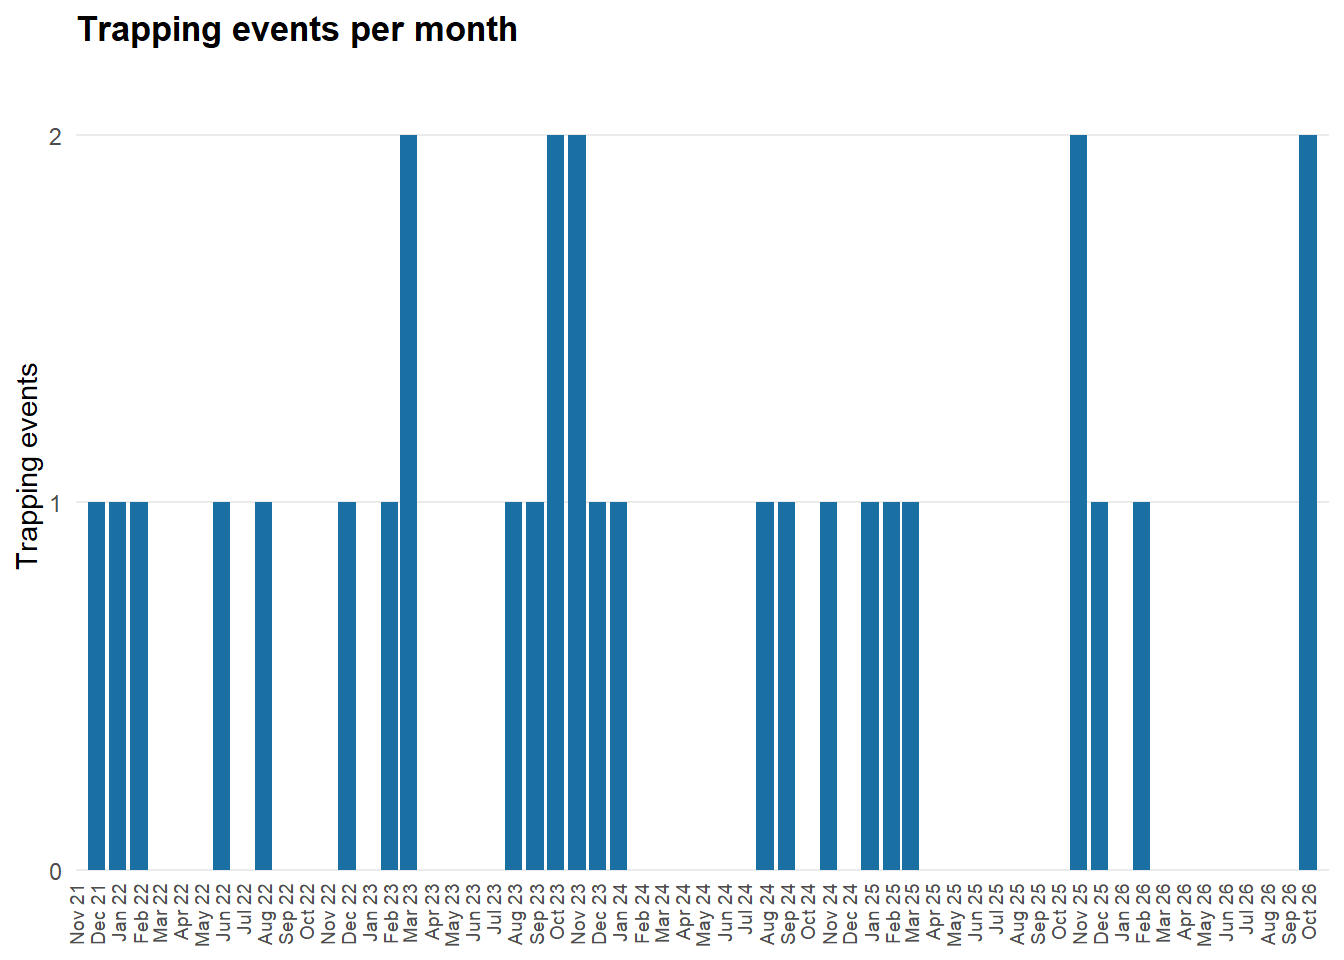 Trapping events per month
Trapping events
2
1
0
Nov 21
Dec 21
Jan 22
Feb 22
Mar 22
Apr 22
May 22
Jun 22
Jul 22
Aug 22
Sep 22
Oct 22
Nov 22
Dec 22
Jan 23
Feb 23
Mar 23
Apr 23
May 23
Jun 23
Jul 23
Aug 23
Sep 23
Oct 23
Nov 23
Dec 23
Jan 24
Feb 24
Mar 24
Apr 24
May 24
Jun 24
Jul 24
Aug 24
Sep 24
Oct 24
Nov 24
Dec 24
Jan 25
Feb 25
Mar 25
Apr 25
May 25
Jun 25
Jul 25
Aug 25
Sep 25
Oct 25
Nov 25
Dec 25
Jan 26
Feb 26
Mar 26
Apr 26
May 26
Jun 26
Jul 26
Aug 26
Sep 26
Oct 26